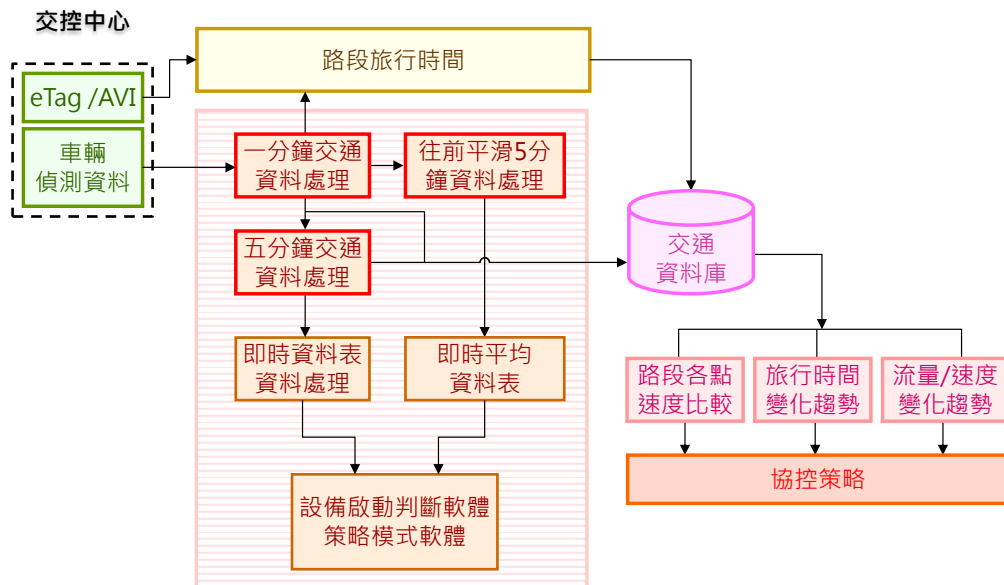 交控中心
路段旅行時間
eTag /AVI
車輛
偵測資料
一分鐘交通
資料處理
往前平滑5分
鐘資料處理
五分鐘交通
資料處理
交通
資料庫
即時資料表
資料處理
即時平均
資料表
路段各點
速度比較
旅行時間
變化趨勢
流量/速度
變化趨勢
協控策略
設備啟動判斷軟體
策略模式軟體